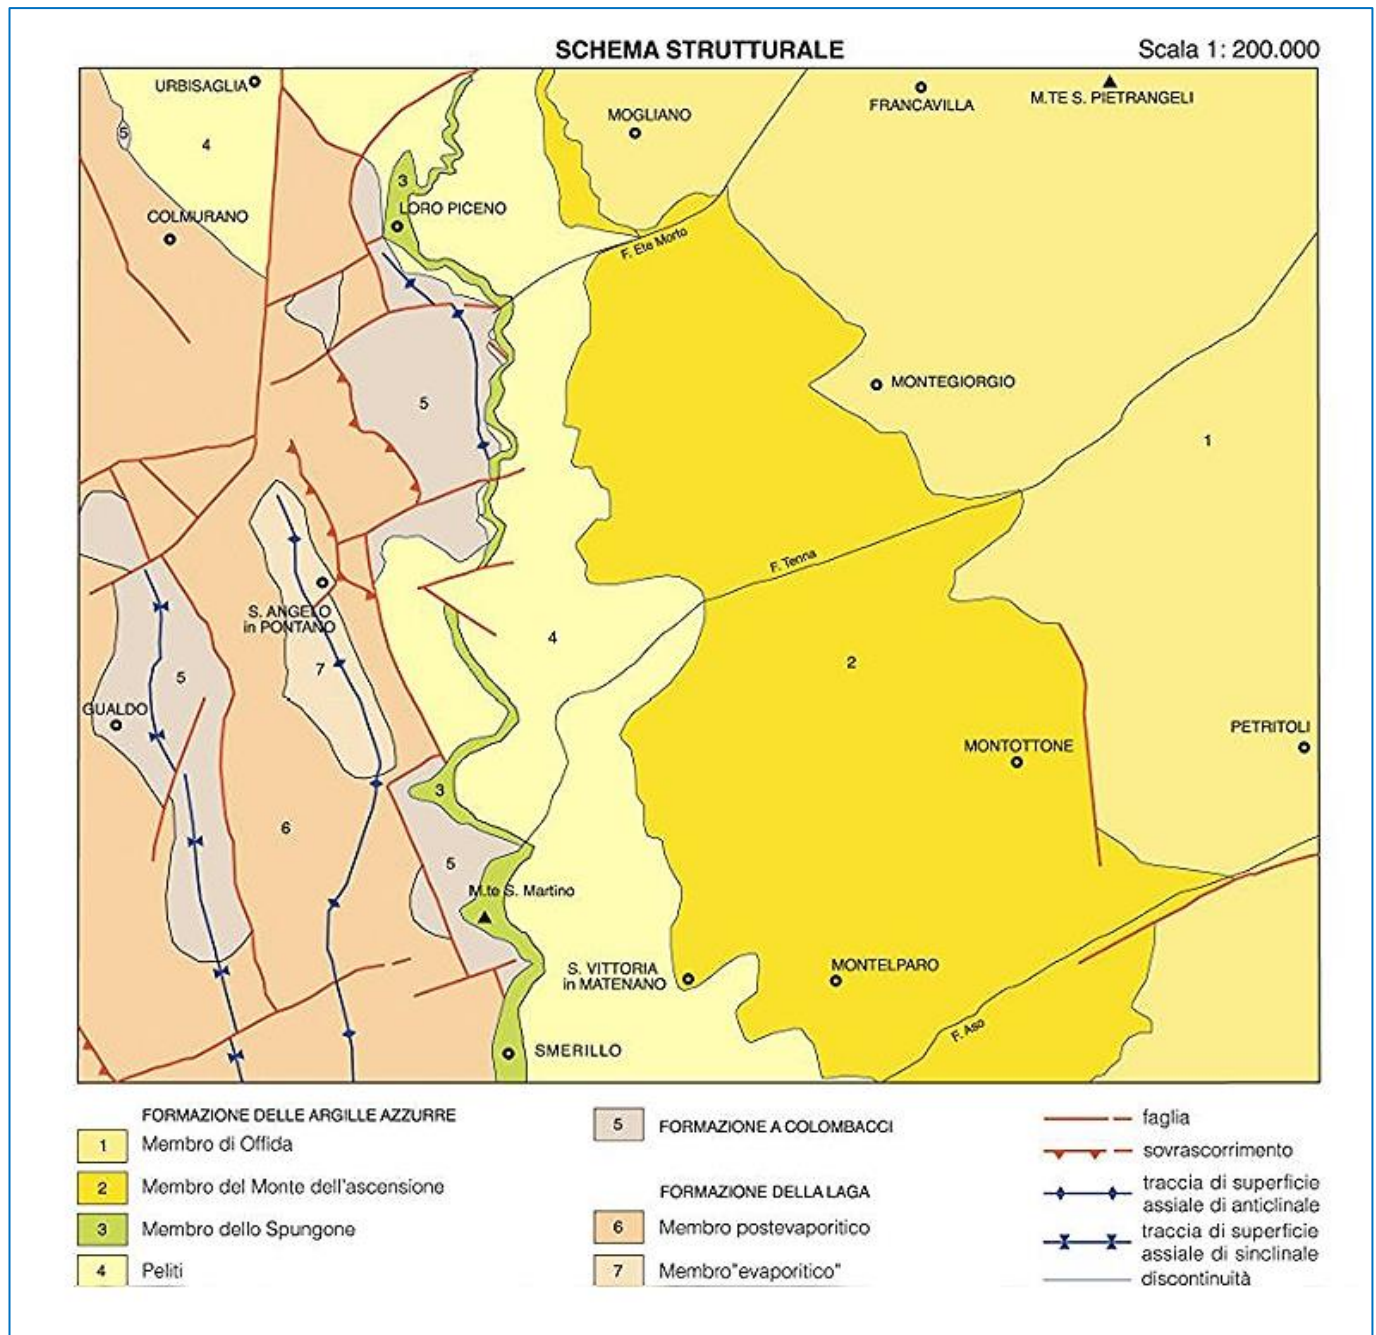 SCHEMA STRUTTURALE
Scala 1: 200.000
URBISAGLIA
MOGLIANO
FRANCAVILLA
M.TE S. PIETRANGELI
5
4
3
COLMURANO
LORO PICENO
F. Ete Morto
MONTEGIORGIO
5
1
F. Tenna
S. ANGELO
in PONTANO
4
7
5
2
GUALDO
PETRITOLI
MONTOTTONE
3
6
5
M.te S. Martino
S. VITTORIA
in MATENANO
MONTELPARO
F. Aso
SMERILLO
FORMAZIONE DELLE ARGILLE AZZURRE
1 Membro di Offida
2 Membro del Monte dell'ascensione
3 Membro dello Spungone
4 Peliti
5 FORMAZIONE A COLOMBACCI
FORMAZIONE DELLA LAGA
6 Membro postevaporitico
7 Membro"evaporitico"
faglia
sovrascorrimento
traccia di superficie
assiale di anticlinale
traccia di superficie
assiale di sinclinale
discontinuità